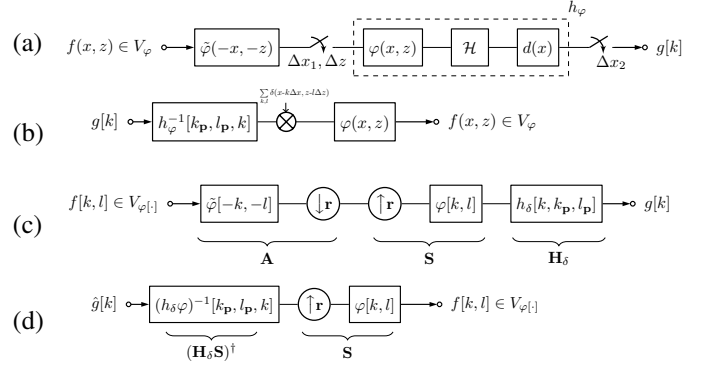 h_φ
(a) f(x, z) ∈ V_φ φ̃(−x, −z) φ(x, z) ℋ d(x) g[k]
Δx₁, Δz Δx₂
∑_{k,l} δ(x-kΔx, z-lΔz)
(b) g[k] h_φ^{-1}[k_𝐩, l_𝐩, k] ⊗ φ(x, z) f(x, z) ∈ V_φ
(c) f[k, l] ∈ V_{φ[·]} φ̃[−k, −l] ↓𝐫 ↑𝐫 φ[k, l] h_δ[k, k_𝐩, l_𝐩] g[k]
𝐀 𝐒 𝐇_δ
(d) ĝ[k] (h_δφ)^{−1}[k_𝐩, l_𝐩, k] ↑𝐫 φ[k, l] f[k, l] ∈ V_{φ[·]}
(𝐇_δ𝐒)^† 𝐒